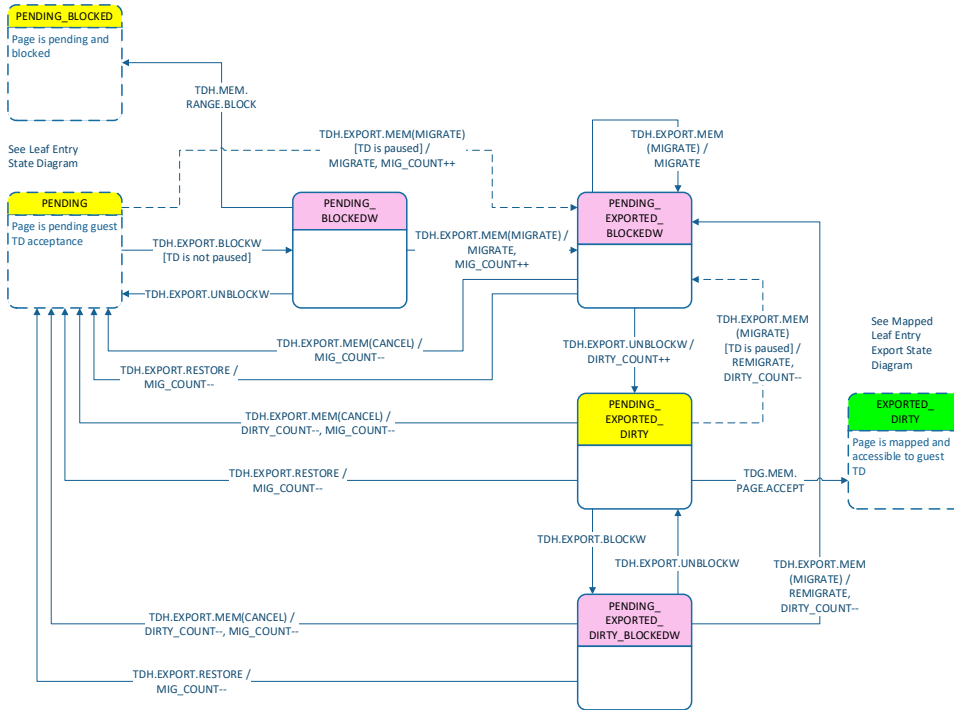 PENDING_BLOCKED
Page is pending and
blocked
TDH.MEM.
RANGE.BLOCK
See Leaf Entry
State Diagram
TDH.EXPORT.MEM(MIGRATE)
[TD is paused] /
MIGRATE, MIG_COUNT++
TDH.EXPORT.MEM
(MIGRATE) /
MIGRATE
PENDING
Page is pending guest
TD acceptance
PENDING_
BLOCKEDW
PENDING_
EXPORTED_
BLOCKEDW
TDH.EXPORT.BLOCKW
[TD is not paused]
TDH.EXPORT.MEM(MIGRATE) /
MIGRATE,
MIG_COUNT++
TDH.EXPORT.UNBLOCKW
TDH.EXPORT.MEM(CANCEL) /
MIG_COUNT--
TDH.EXPORT.RESTORE /
MIG_COUNT--
TDH.EXPORT.UNBLOCKW /
DIRTY_COUNT++
TDH.EXPORT.MEM
(MIGRATE)
[TD is paused] /
REMIGRATE,
DIRTY_COUNT--
See Mapped
Leaf Entry
Export State
Diagram
TDH.EXPORT.MEM(CANCEL) /
DIRTY_COUNT--, MIG_COUNT--
PENDING_
EXPORTED_
DIRTY
EXPORTED_
DIRTY
Page is mapped and
accessible to guest
TD
TDH.EXPORT.RESTORE /
MIG_COUNT--
TDG.MEM.
PAGE.ACCEPT
TDH.EXPORT.BLOCKW
TDH.EXPORT.UNBLOCKW
TDH.EXPORT.MEM
(MIGRATE) /
REMIGRATE,
DIRTY_COUNT--
TDH.EXPORT.MEM(CANCEL) /
DIRTY_COUNT--, MIG_COUNT--
PENDING_
EXPORTED_
DIRTY_BLOCKEDW
TDH.EXPORT.RESTORE /
MIG_COUNT--